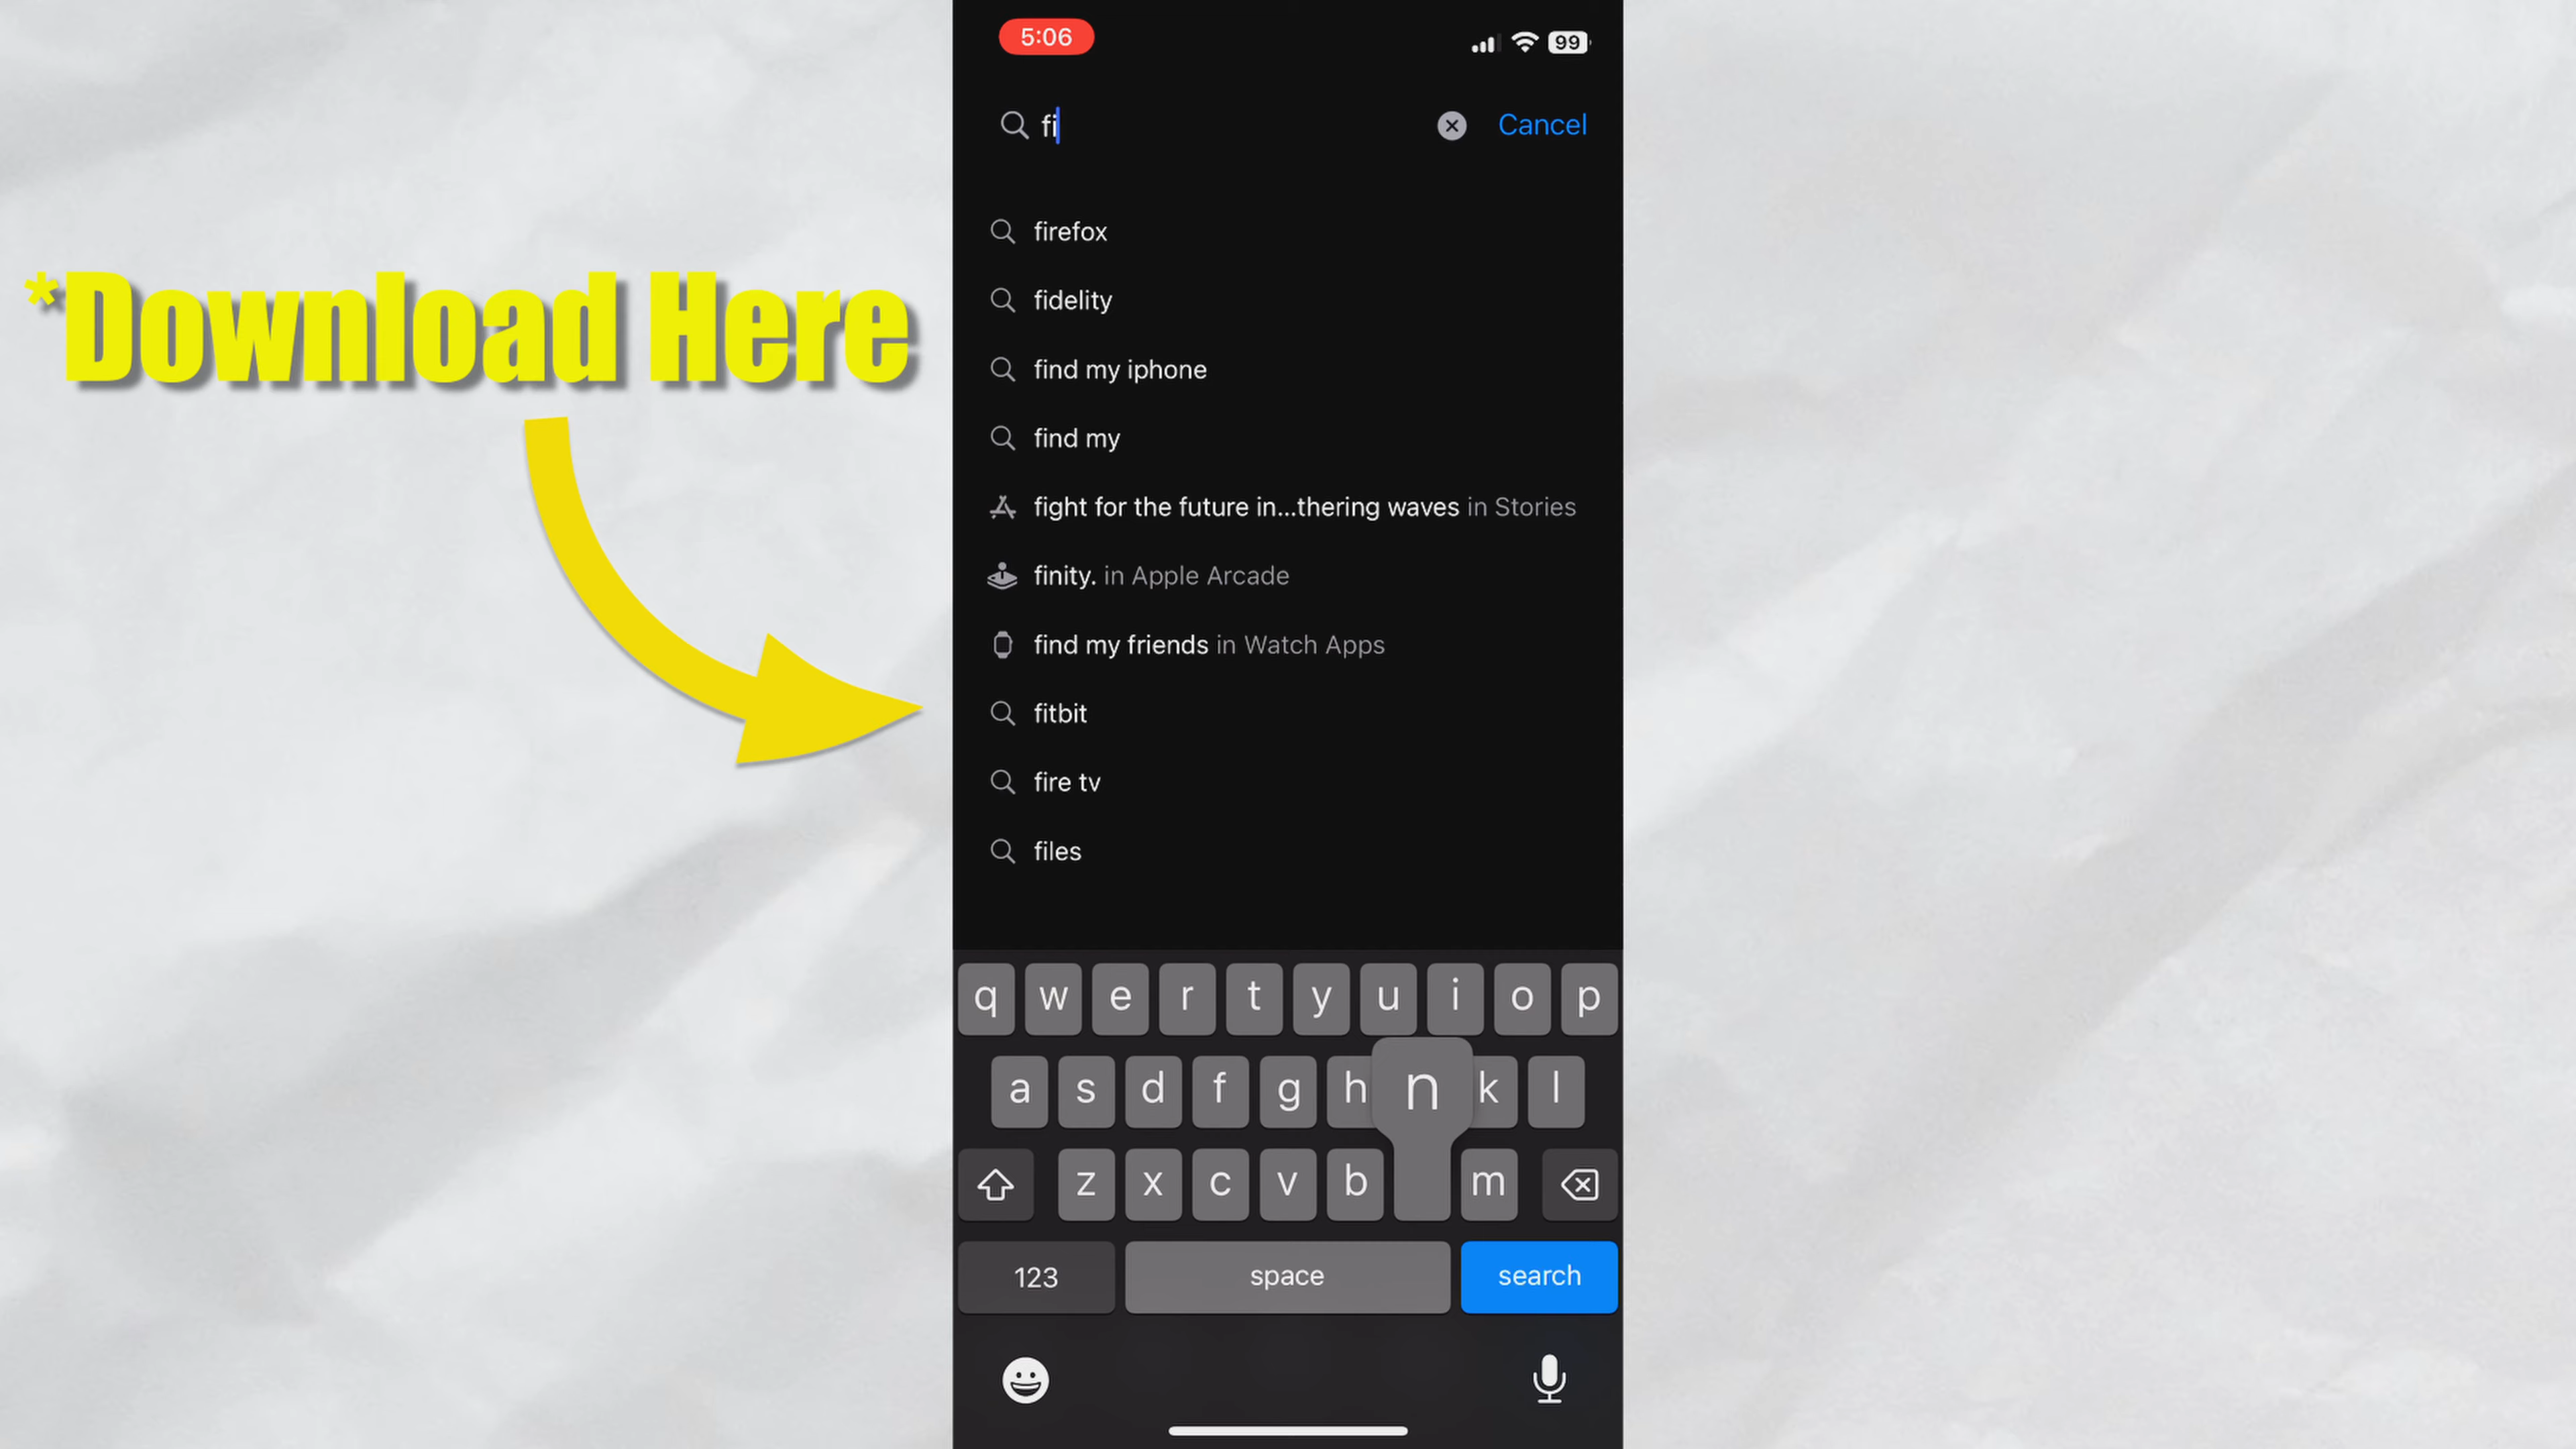 5:06
99
fi
Cancel
firefox
fidelity
*Download Here
find my iphone
find my
fight for the future in...thering waves in Stories
finity. in Apple Arcade
find my friends in Watch Apps
fitbit
fire tv
files
q w e r t y u i o p
a s d f g h n k l
z x c v b m
123 space search